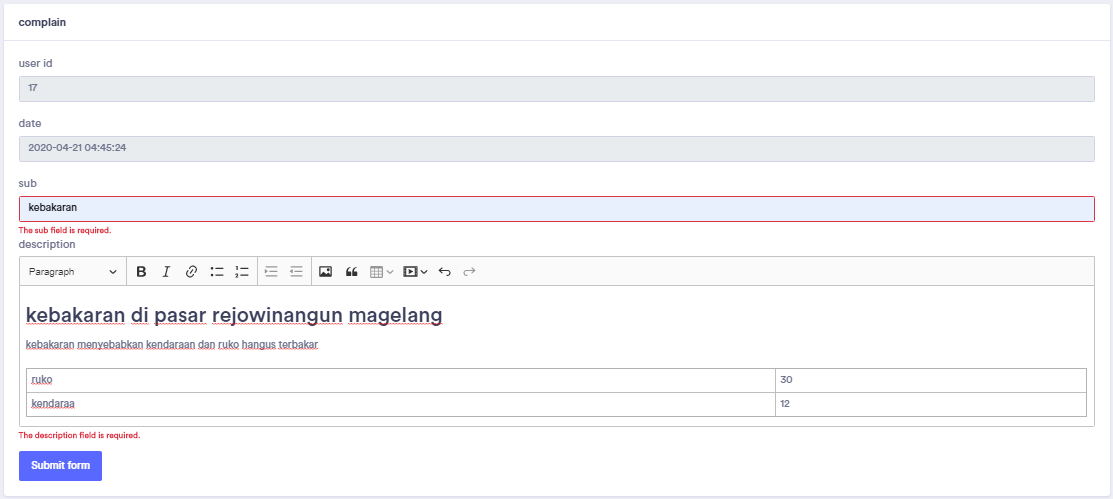 complain
user id
17
date
2020-04-21 04:45:24
sub
kebakaran
The sub field is required.
description
Paragraph B I
kebakaran di pasar rejowinangun magelang
kebakaran menyebabkan kendaraan dan ruko hangus terbakar
ruko 30
kendaraa 12
The description field is required.
Submit form